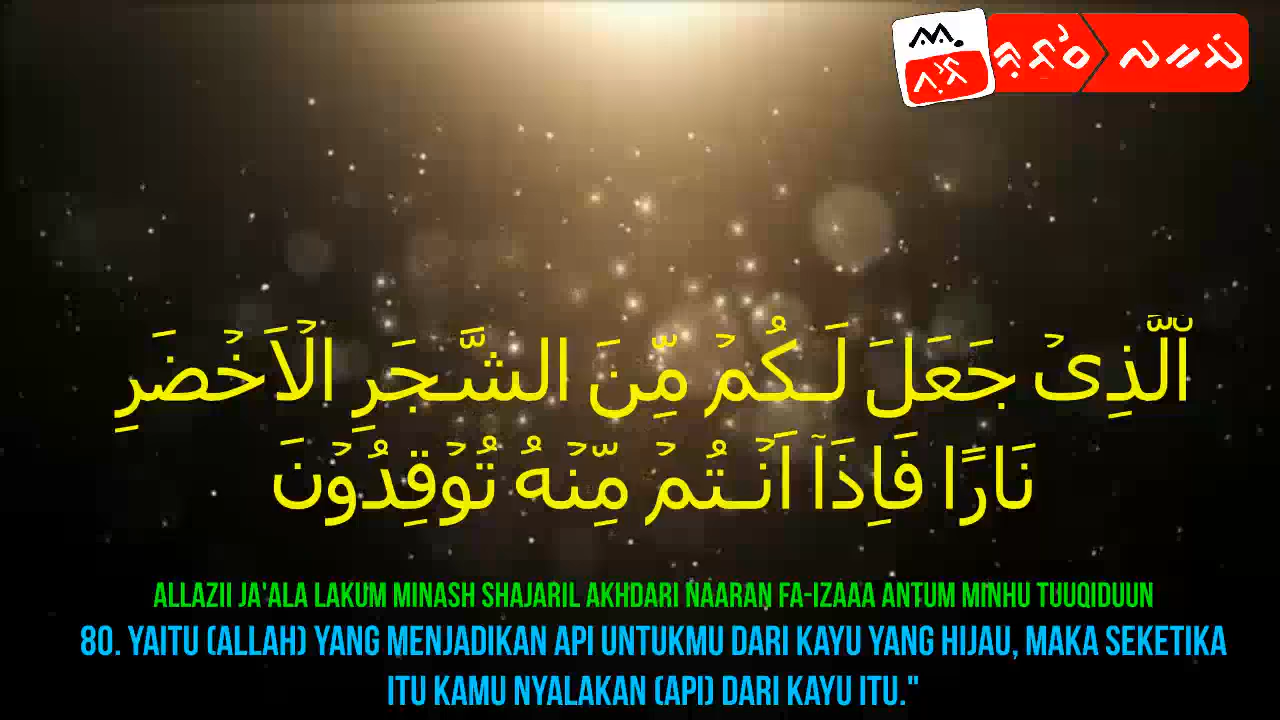 الَّذِىۡ جَعَلَ لَـكُمۡ مِّنَ الشَّجَرِ الۡاَخۡضَرِ
نَارًا فَاِذَاۤ اَنۡـتُمۡ مِّنۡهُ تُوۡقِدُوۡنَ
ALLAZII JA'ALA LAKUM MINASH SHAJARIL AKHDARI NAARAN FA-IZAAA ANTUM MINHU TUUQIDUUN
80. YAITU (ALLAH) YANG MENJADIKAN API UNTUKMU DARI KAYU YANG HIJAU, MAKA SEKETIKA
ITU KAMU NYALAKAN (API) DARI KAYU ITU."